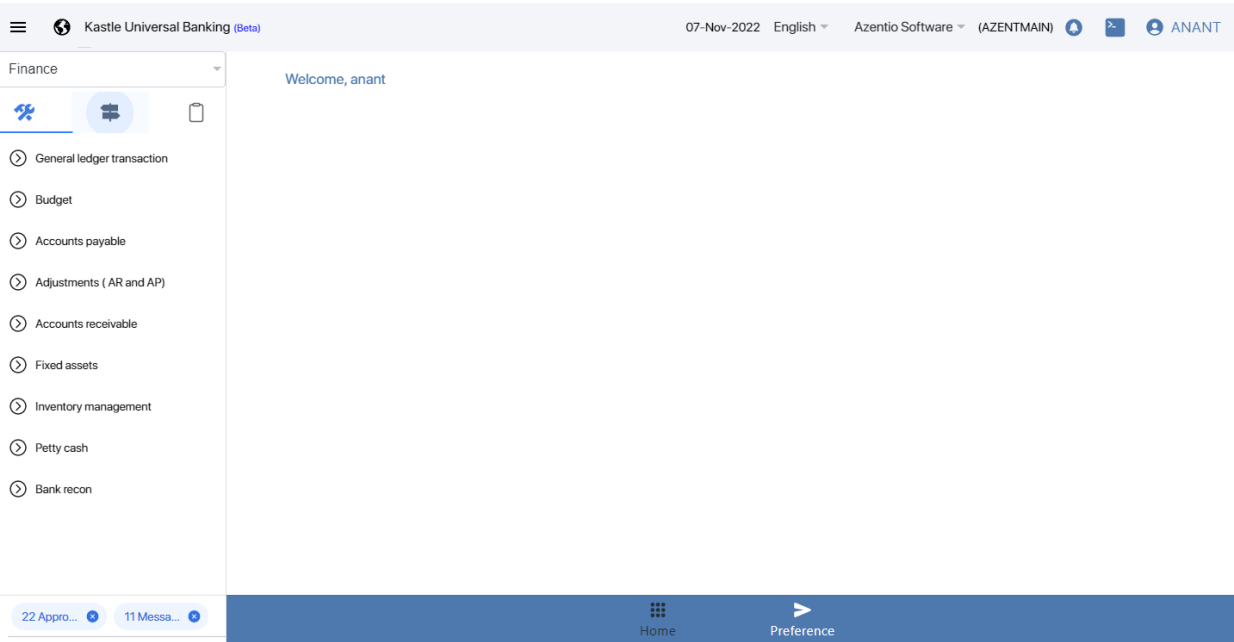 Kastle Universal Banking (Beta)
07-Nov-2022 English Azentio Software (AZENTMAIN) ANANT
Finance
Welcome, anant
General ledger transaction
Budget
Accounts payable
Adjustments ( AR and AP)
Accounts receivable
Fixed assets
Inventory management
Petty cash
Bank recon
22 Appro...
11 Messa...
Home
Preference